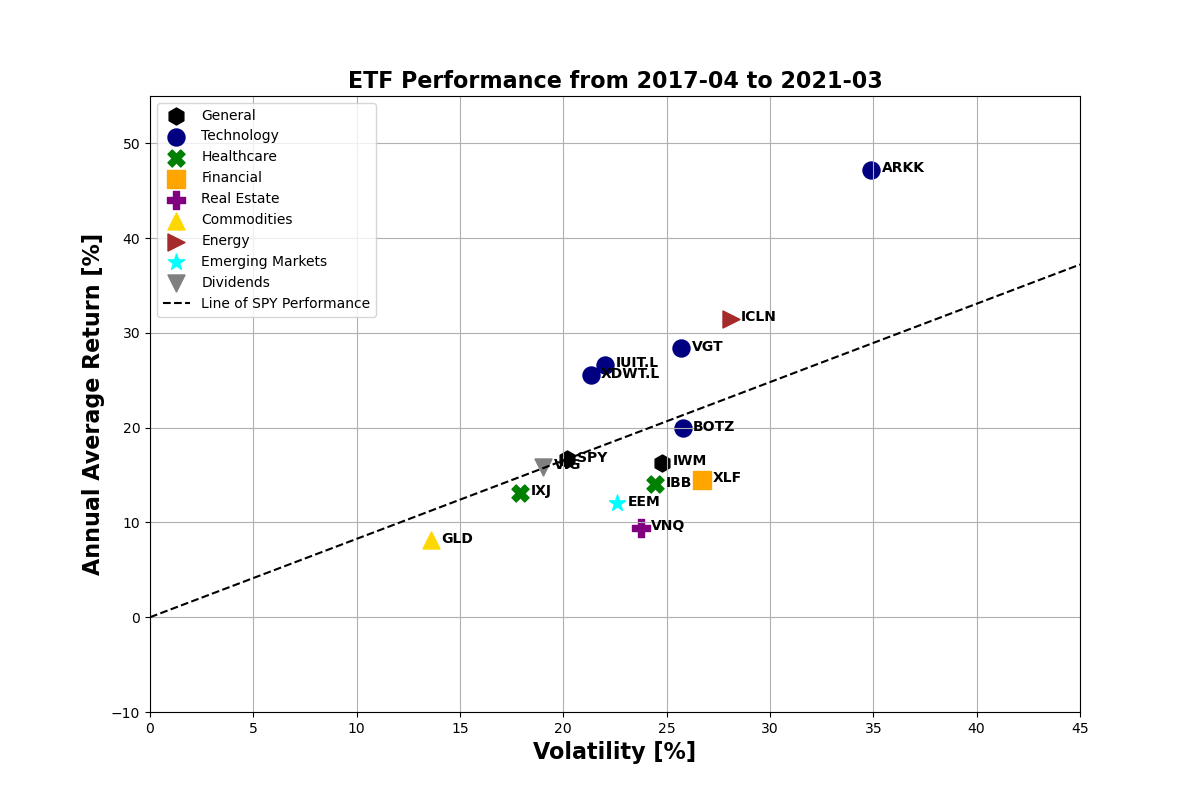 ETF Performance from 2017-04 to 2021-03
General
Technology
Healthcare
Financial
Real Estate
Commodities
Energy
Emerging Markets
Dividends
Line of SPY Performance
Annual Average Return [%]
50
40
30
20
10
0
−10
ARKK
ICLN
VGT
IUIT.L
XDWT.L
BOTZ
SPY
VIG
IWM
XLF
IBB
IXJ
EEM
VNQ
GLD
0 5 10 15 20 25 30 35 40 45
Volatility [%]